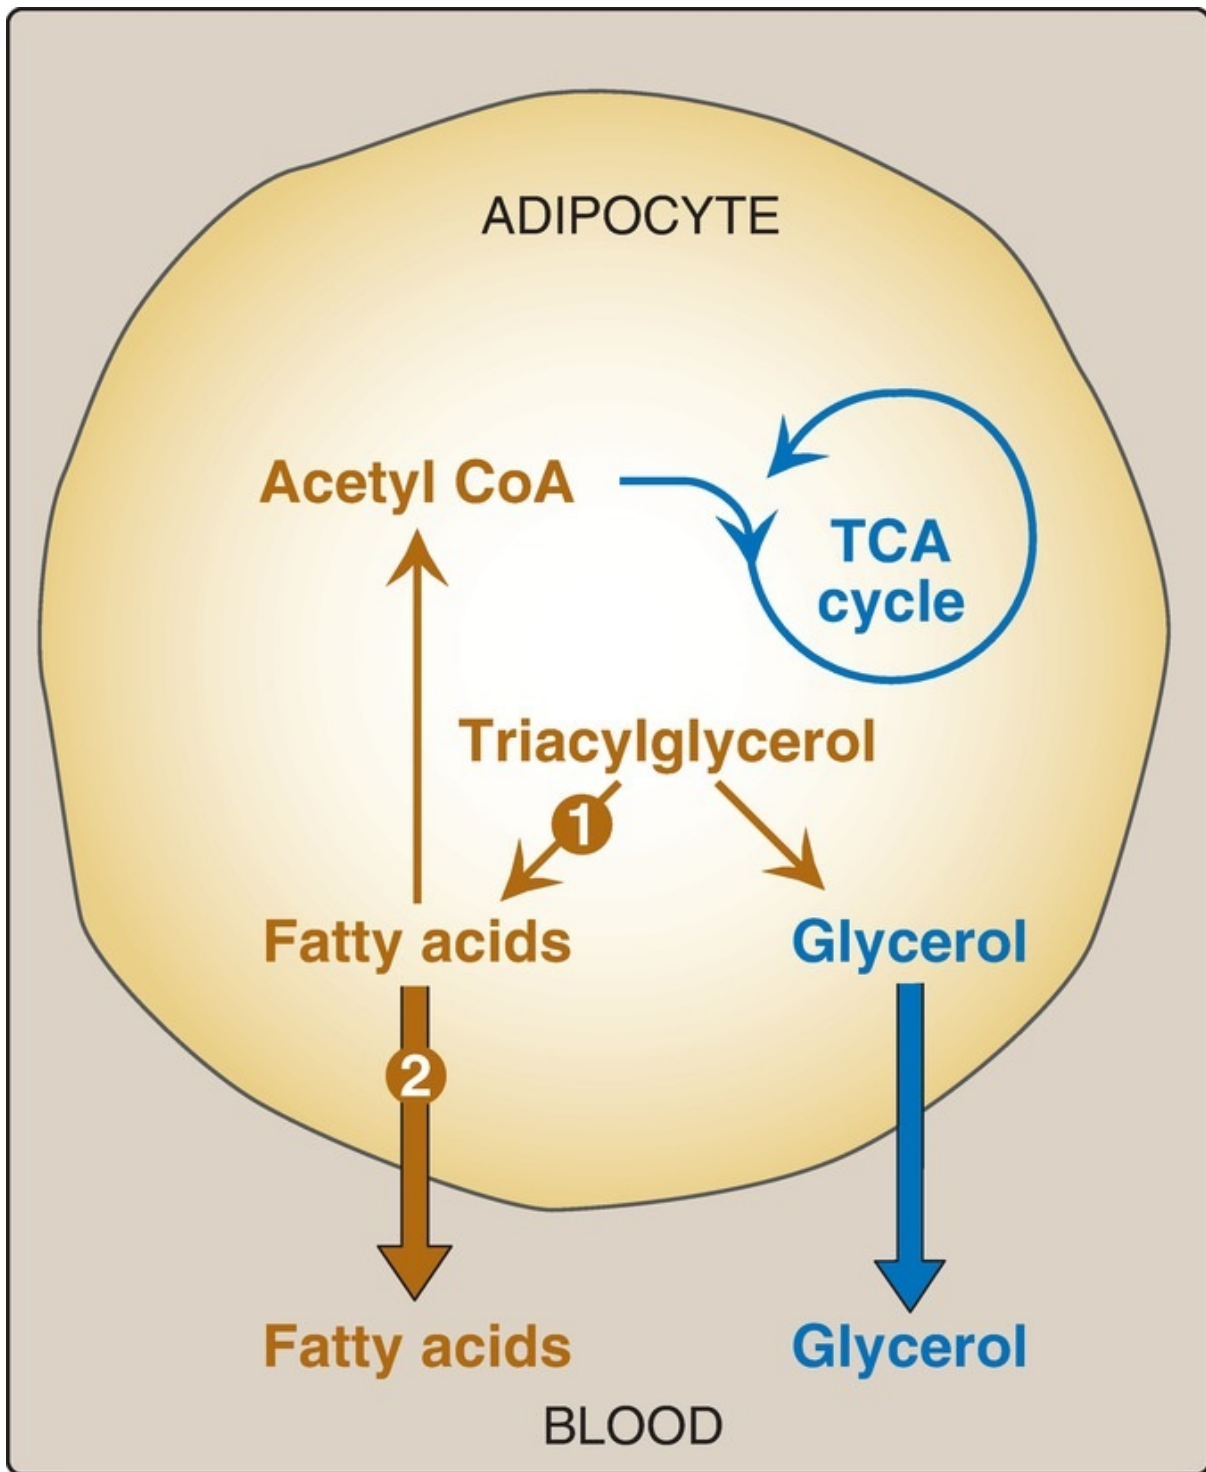 ADIPOCYTE
Acetyl CoA
TCA
cycle
Triacylglycerol
1
Fatty acids
Glycerol
2
Fatty acids
Glycerol
BLOOD